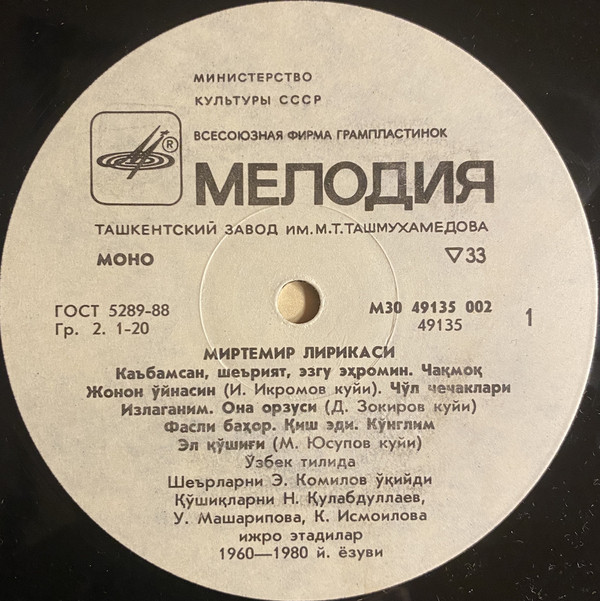 МИНИСТЕРСТВО
КУЛЬТУРЫ СССР
ВСЕСОЮЗНАЯ ФИРМА ГРАМПЛАСТИНОК
®
МЕЛОДИЯ
ТАШКЕНТСКИЙ ЗАВОД ИМ. М.Т. ТАШМУХАМЕДОВА
МОНО ▽33
ГОСТ 5289-88 М30 49135 002
Гр. 2. 1-20 49135 1
МИРТЕМИР ЛИРИКАСИ
Каъбамсан, шеърият, эзгу эҳромин. Чақмоқ
Жонон ўйнасин (И. Икромов куйи). Чўл чечаклари
Излаганим. Она орзуси (Д. Зокиров куйи)
Фасли баҳор. Қиш эди. Кўнглим
Эл қўшиғи (М. Юсупов куйи)
Ўзбек тилида
Шеърларни Э. Комилов ўқийди
Қўшиқларни Н. Қулабдуллаев,
У. Машарипова, К. Исмоилова
ижро этадилар
1960—1980 й. ёзуви